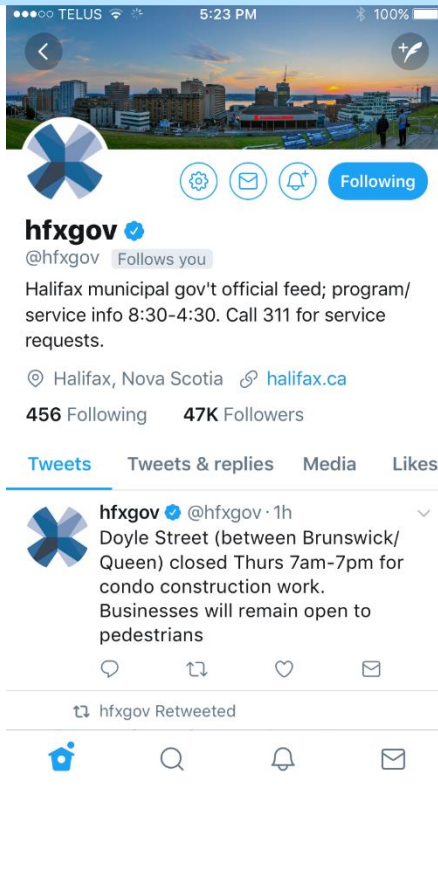 TELUS 5:23 PM 100%
Following
hfxgov
@hfxgov Follows you
Halifax municipal gov't official feed; program/
service info 8:30-4:30. Call 311 for service
requests.
Halifax, Nova Scotia halifax.ca
456 Following 47K Followers
Tweets Tweets & replies Media Likes
hfxgov @hfxgov · 1h
Doyle Street (between Brunswick/
Queen) closed Thurs 7am-7pm for
condo construction work.
Businesses will remain open to
pedestrians
hfxgov Retweeted